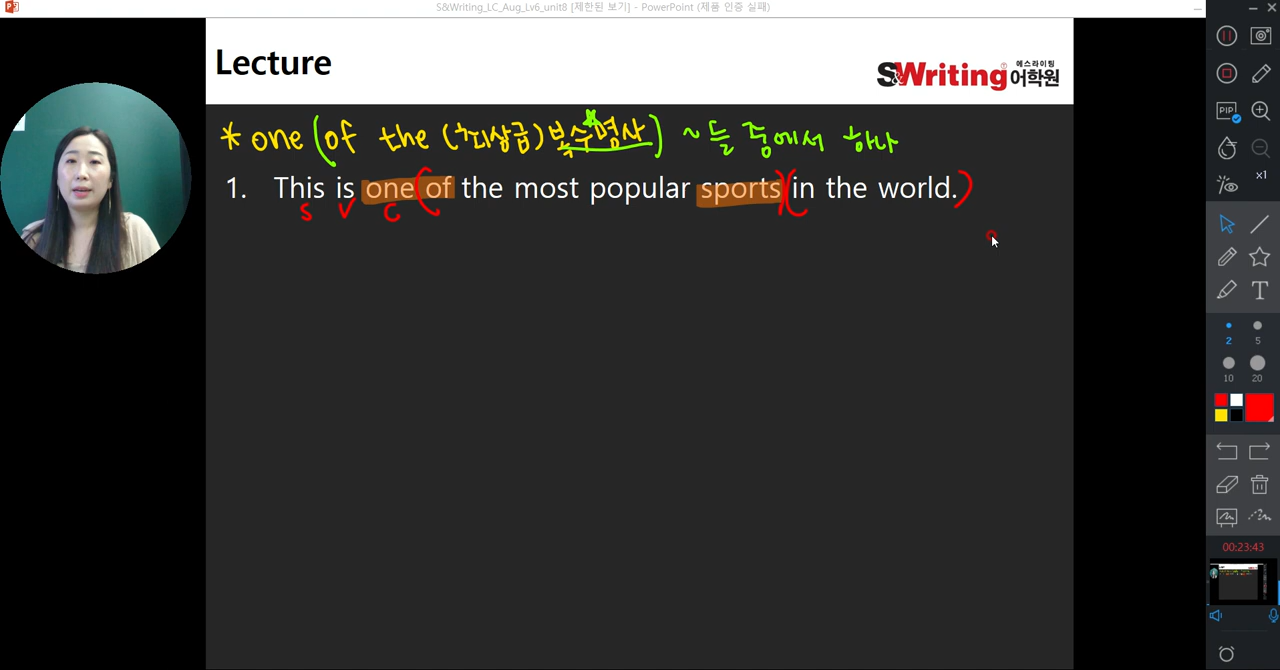 S&Writing_LC_Aug_Lv6_unit8 [제한된 보기] - PowerPoint (제품 인증 실패)
Lecture
S&Writing 에스라이팅 어학원
* one (of the (최상급) 복수명사) ~들 중에서 하나
1. This is one (of the most popular sports) (in the world.)
S V C
PIP
x1
T
2 5
10 20
00:23:43